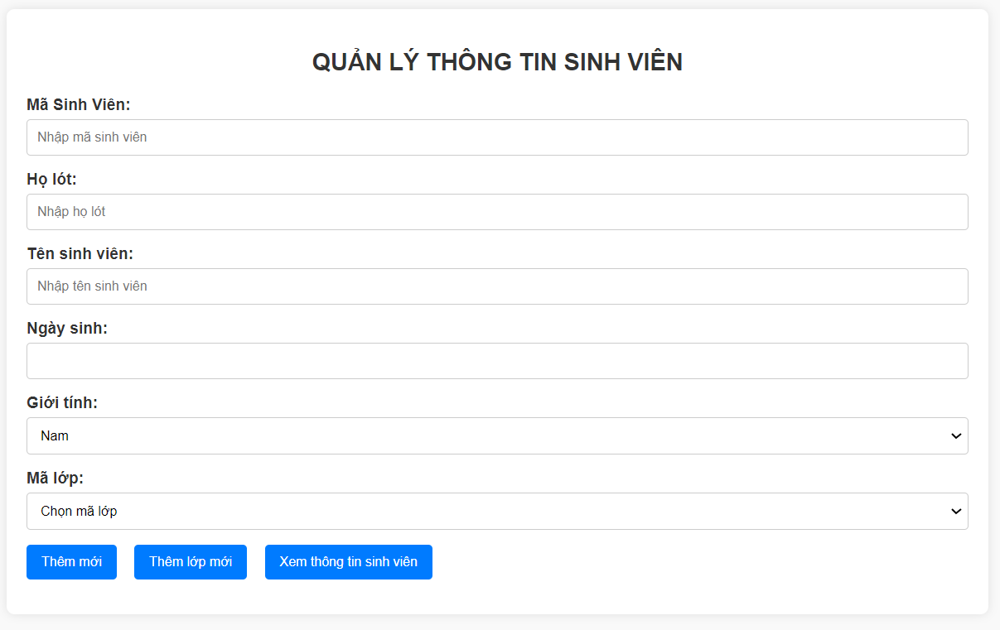 QUẢN LÝ THÔNG TIN SINH VIÊN
Mã Sinh Viên:
Nhập mã sinh viên
Họ lót:
Nhập họ lót
Tên sinh viên:
Nhập tên sinh viên
Ngày sinh:
Giới tính:
Nam
Mã lớp:
Chọn mã lớp
Thêm mới Thêm lớp mới Xem thông tin sinh viên